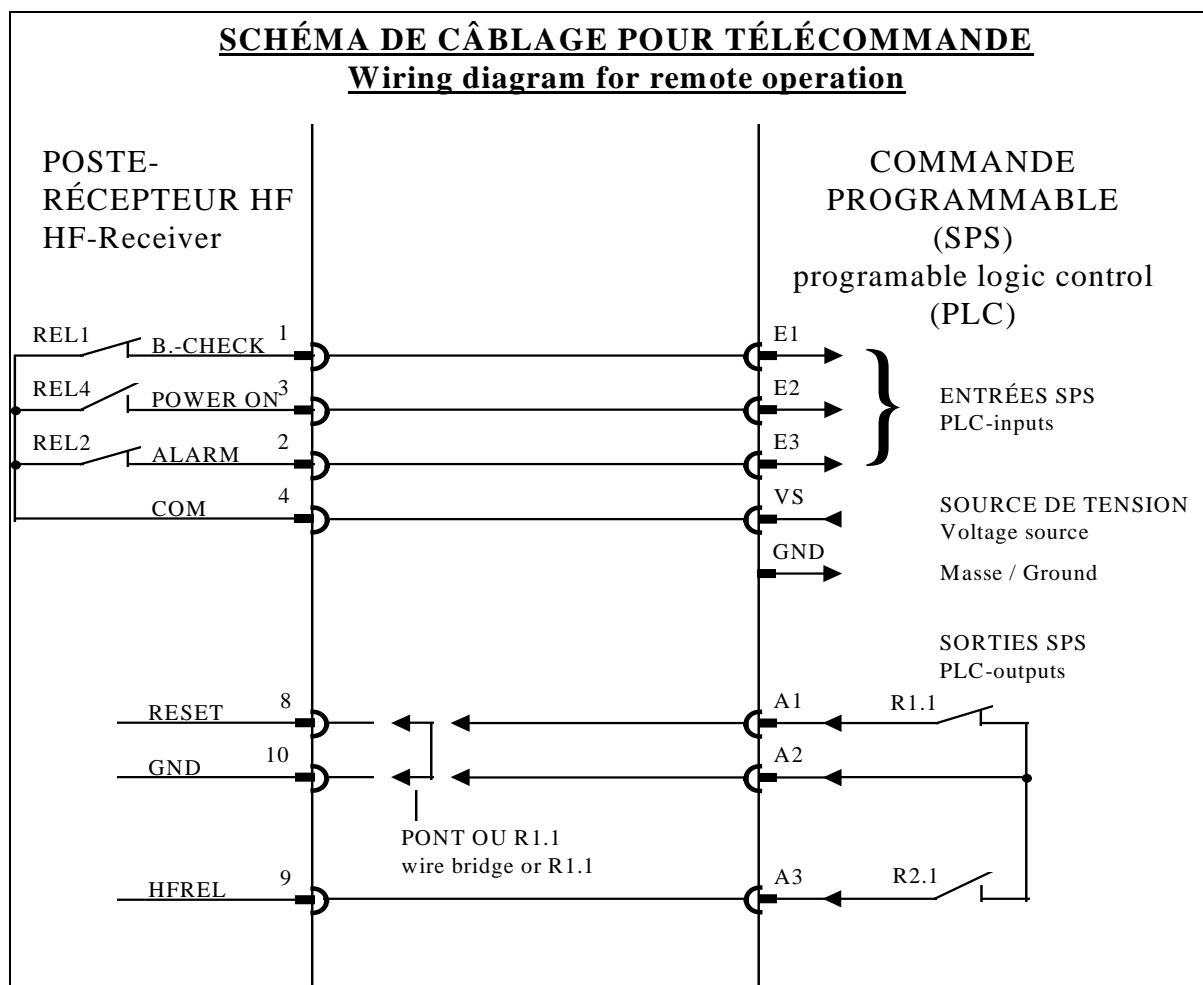 SCHÉMA DE CÂBLAGE POUR TÉLÉCOMMANDE
Wiring diagram for remote operation
POSTE-
RÉCEPTEUR HF
HF-Receiver
COMMANDE
PROGRAMMABLE
(SPS)
programable logic control
(PLC)
REL1 B.-CHECK 1 E1
REL4 POWER ON 3 E2
REL2 ALARM 2 E3
ENTRÉES SPS
PLC-inputs
COM 4 VS
SOURCE DE TENSION
Voltage source
GND
Masse / Ground
SORTIES SPS
PLC-outputs
RESET 8 A1 R1.1
GND 10 A2
PONT OU R1.1
wire bridge or R1.1
HFREL 9 A3 R2.1